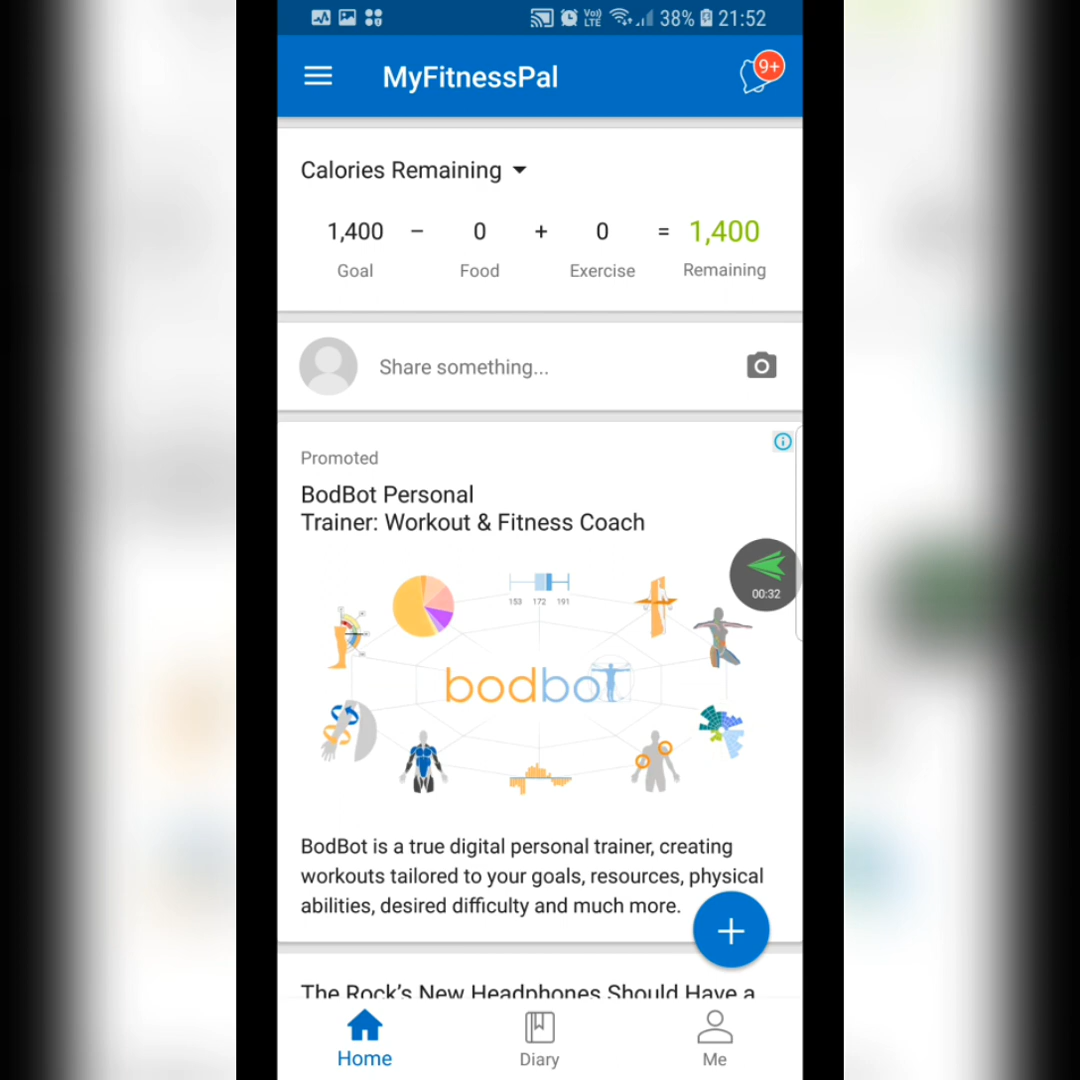 38% 21:52
MyFitnessPal
9+
Calories Remaining
1,400 − 0 + 0 = 1,400
Goal Food Exercise Remaining
Share something...
Promoted
BodBot Personal
Trainer: Workout & Fitness Coach
00:32
153 172 191
bodbot
BodBot is a true digital personal trainer, creating
workouts tailored to your goals, resources, physical
abilities, desired difficulty and much more.
The Rock’s New Headphones Should Have a
Home Diary Me